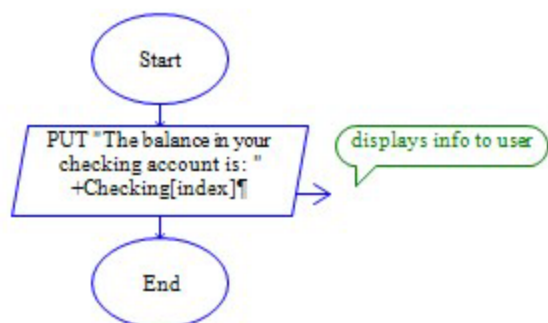 Start
PUT "The balance in your
checking account is: "
+Checking[index]¶
displays info to user
End